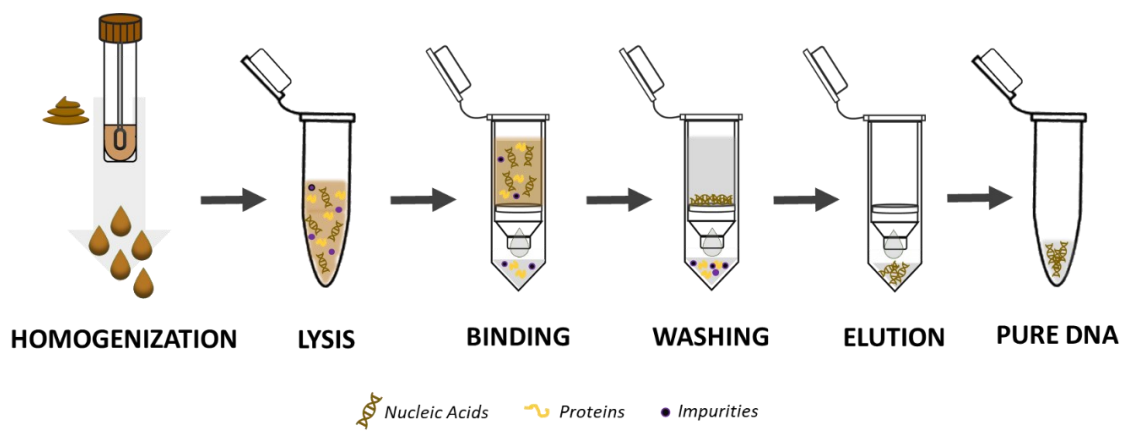 HOMOGENIZATION
LYSIS
BINDING
WASHING
ELUTION
PURE DNA
Nucleic Acids
Proteins
Impurities